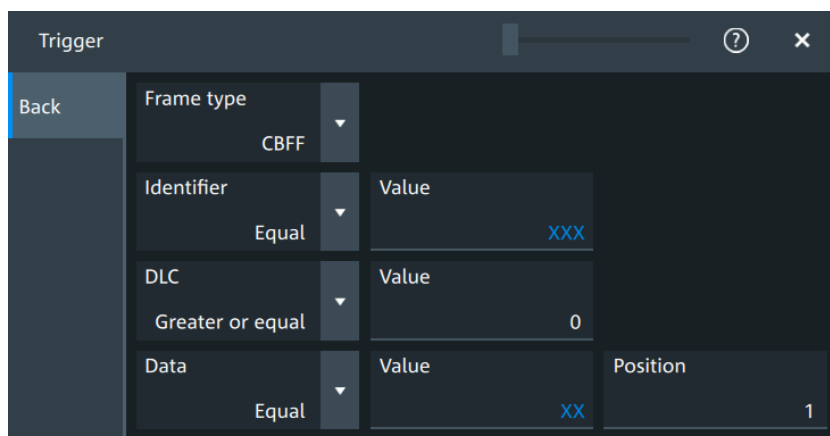 Trigger ? ×
Back
Frame type
CBFF
Identifier Value
Equal XXX
DLC Value
Greater or equal 0
Data Value Position
Equal XX 1